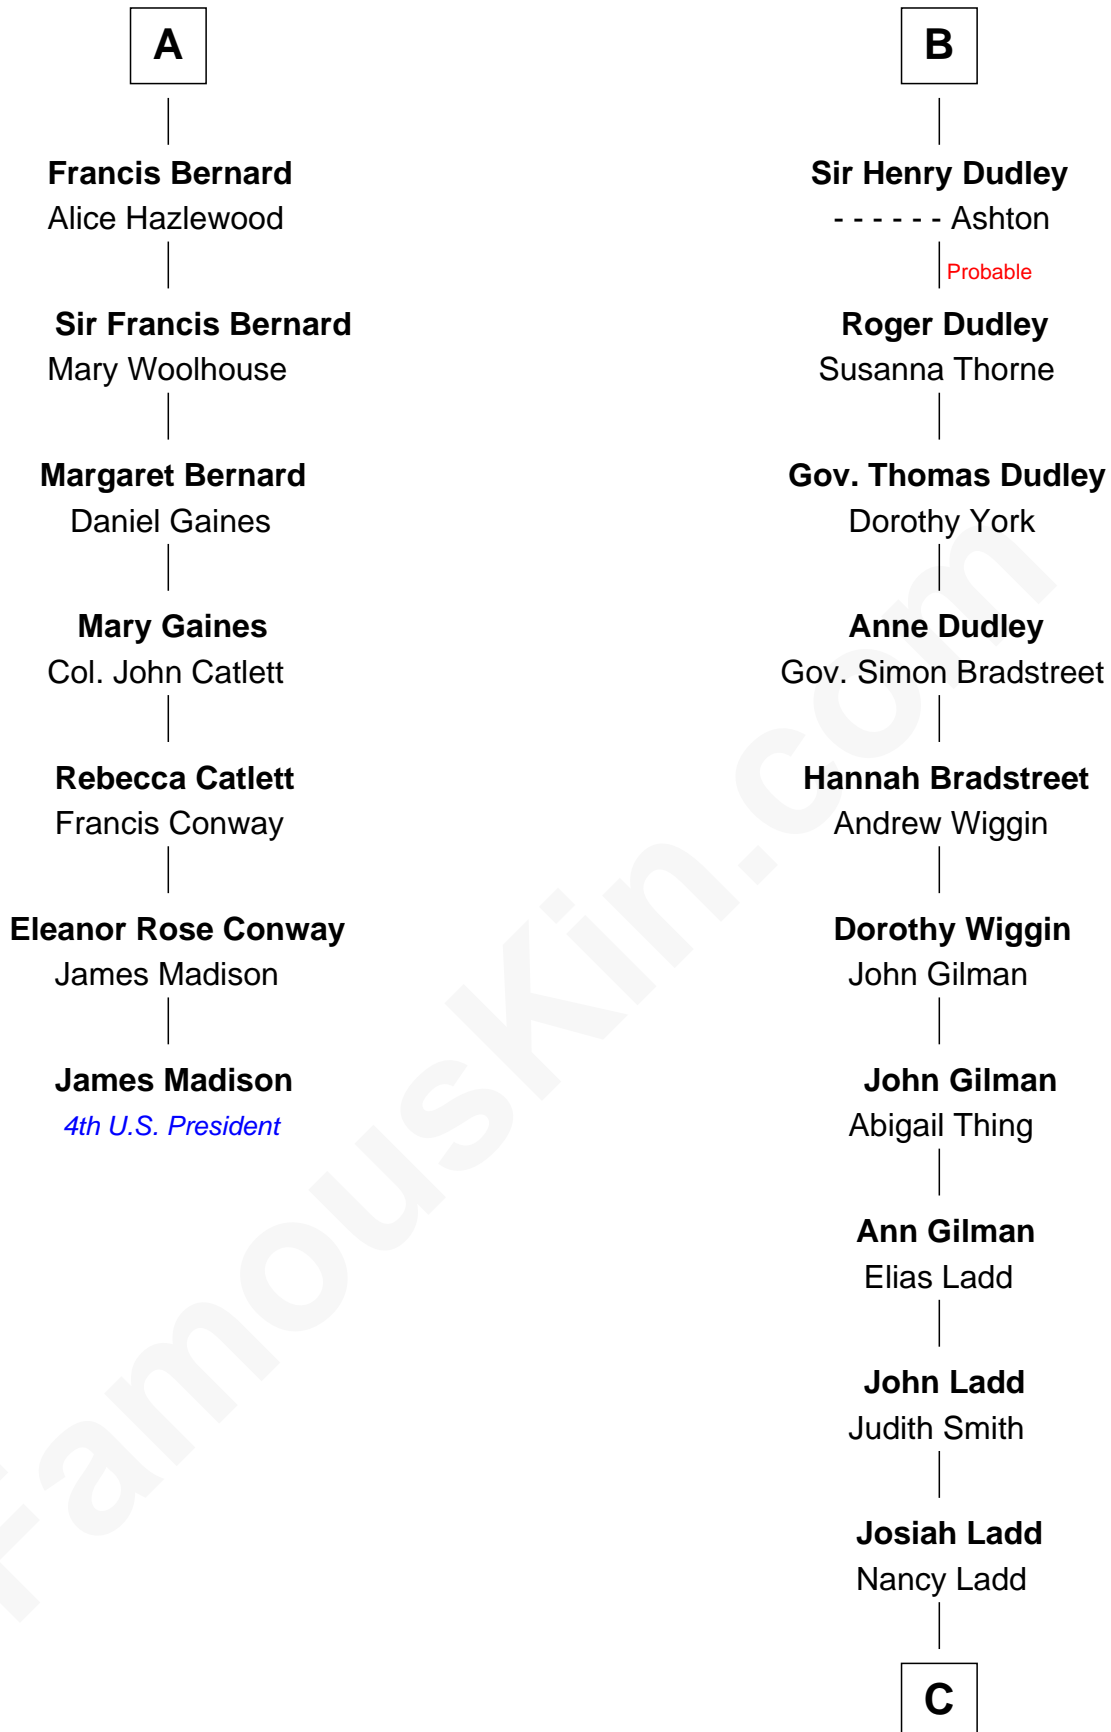 A
Francis Bernard
Alice Hazlewood
Sir Francis Bernard
Mary Woolhouse
Margaret Bernard
Daniel Gaines
Mary Gaines
Col. John Catlett
Rebecca Catlett
Francis Conway
Eleanor Rose Conway
James Madison
James Madison
4th U.S. President
B
Sir Henry Dudley
- - - - - - Ashton
Probable
Roger Dudley
Susanna Thorne
Gov. Thomas Dudley
Dorothy York
Anne Dudley
Gov. Simon Bradstreet
Hannah Bradstreet
Andrew Wiggin
Dorothy Wiggin
John Gilman
John Gilman
Abigail Thing
Ann Gilman
Elias Ladd
John Ladd
Judith Smith
Josiah Ladd
Nancy Ladd
C
FamousKin.com